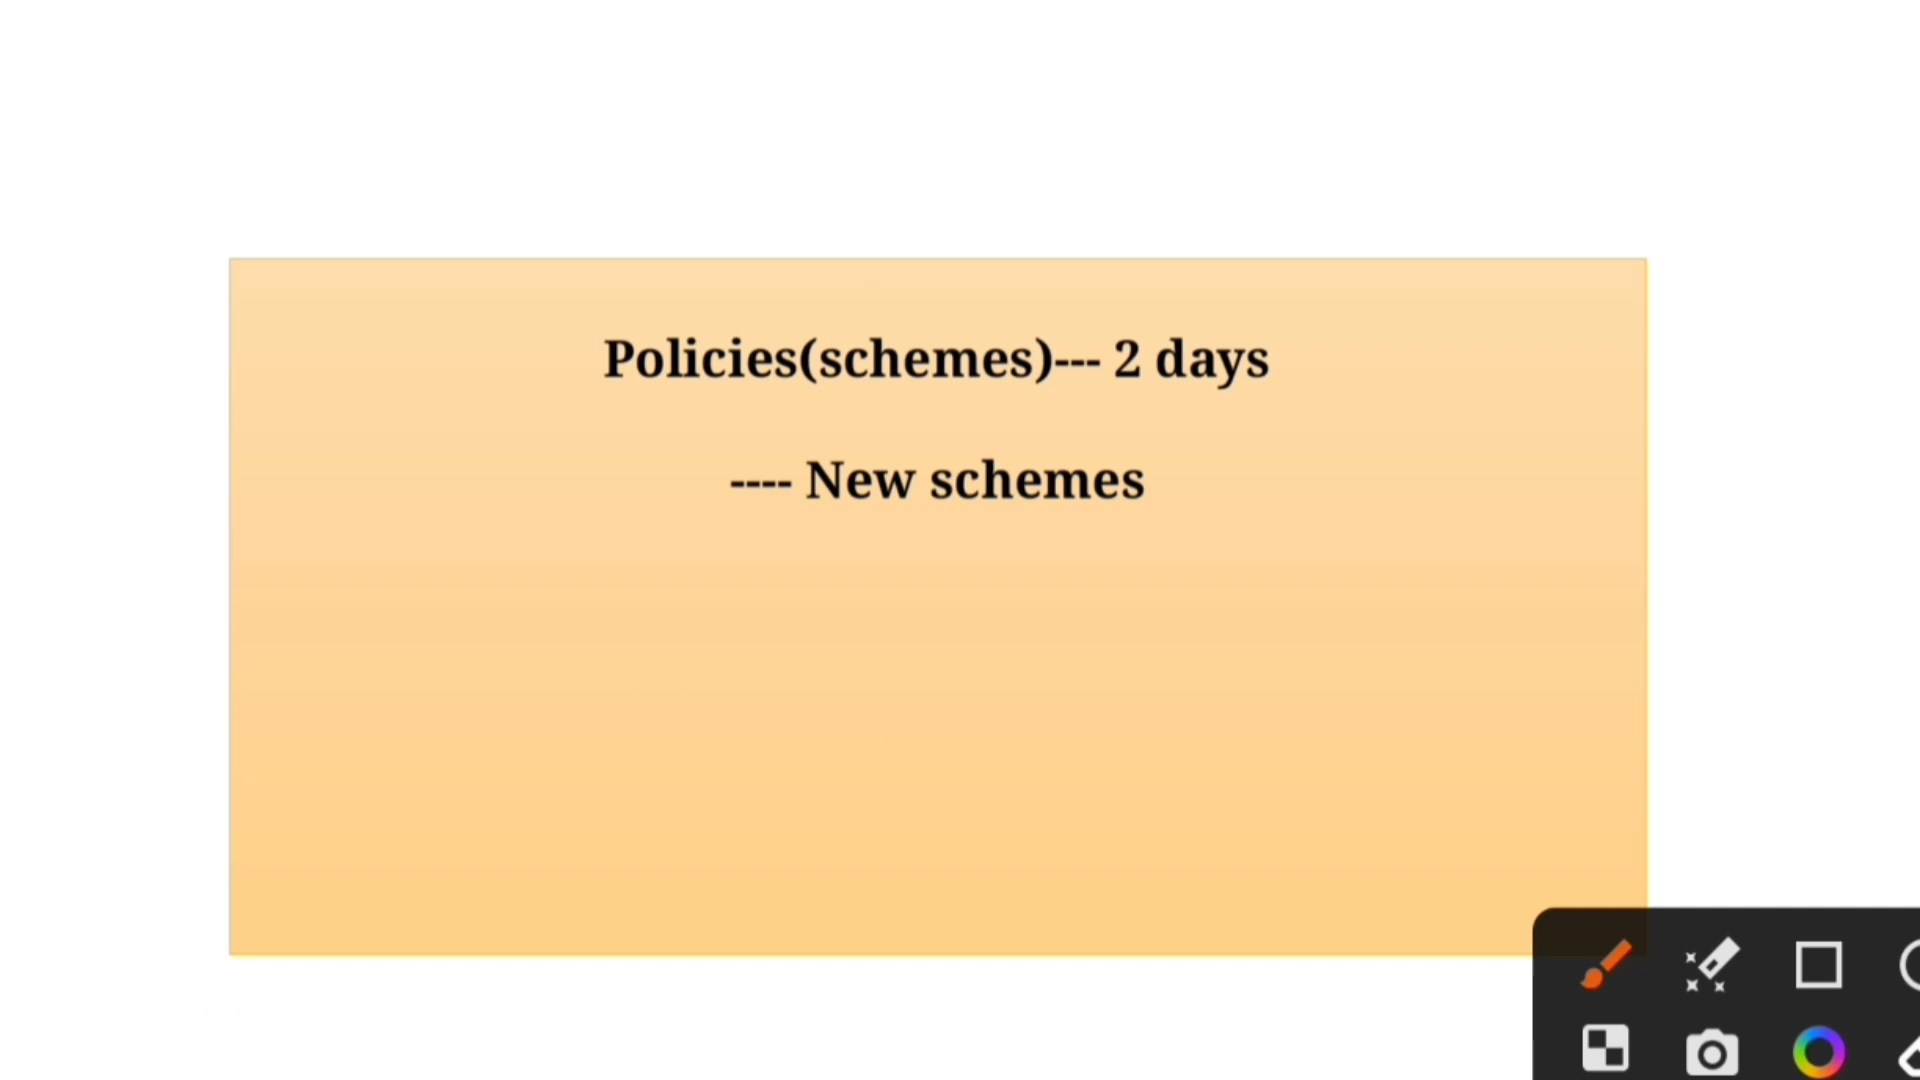 Policies(schemes)--- 2 days
---- New schemes